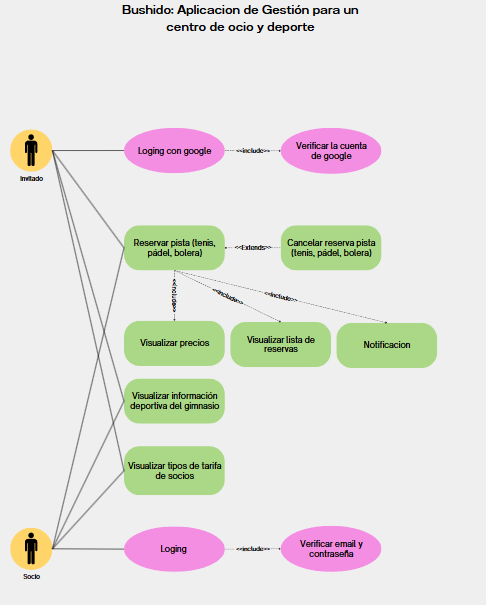 Bushido: Aplicacion de Gestión para un
centro de ocio y deporte
Invitado
Loging con google
<<include>>
Verificar la cuenta
de google
Reservar pista (tenis,
pádel, bolera)
<<Extends>>
Cancelar reserva pista
(tenis, pádel, bolera)
<<include>>
<<include>>
<<include>>
Visualizar precios
Visualizar lista de
reservas
Notificacion
Visualizar información
deportiva del gimnasio
Visualizar tipos de tarifa
de socios
Socio
Loging
<<include>>
Verificar email y
contraseña